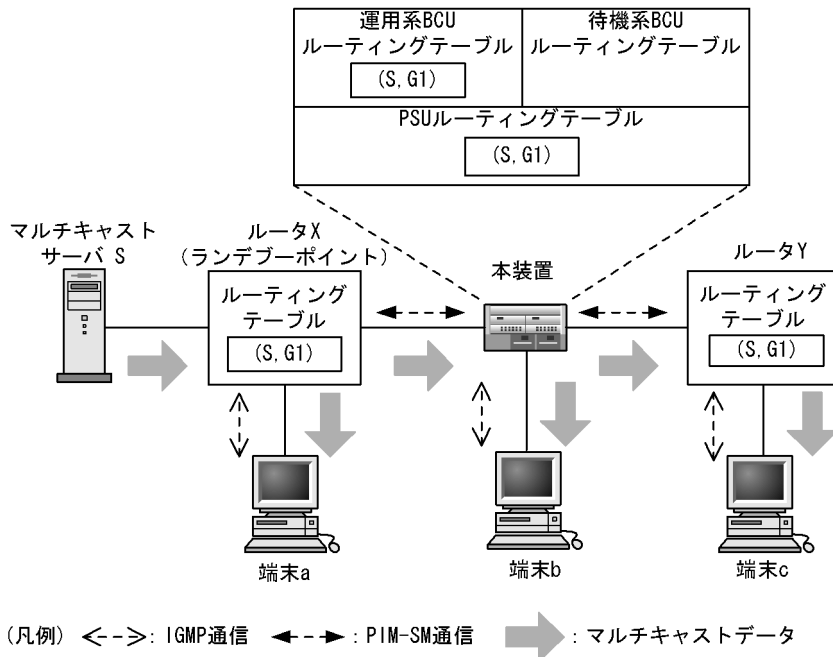 運用系BCU
ルーティングテーブル
(S, G1)
待機系BCU
ルーティングテーブル
PSUルーティングテーブル
(S, G1)
マルチキャスト
サーバ S
ルータX
(ランデブーポイント)
ルーティング
テーブル
(S, G1)
本装置
ルータY
ルーティング
テーブル
(S, G1)
端末a
端末b
端末c
(凡例) <-->: IGMP通信 ◀-->▶: PIM-SM通信 : マルチキャストデータ